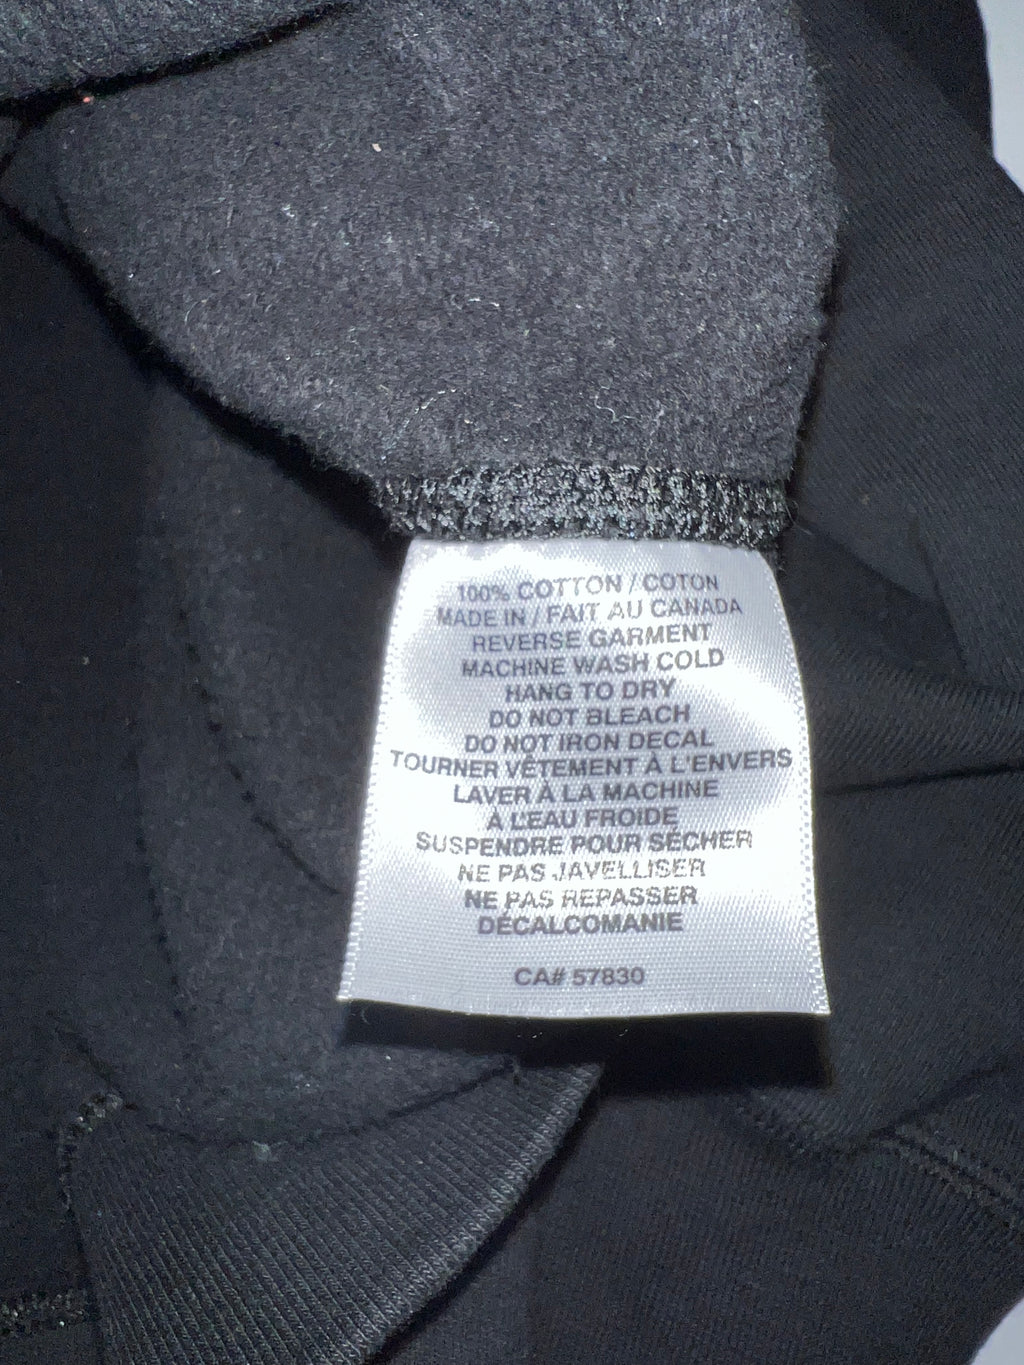 100% COTTON / COTON
MADE IN / FAIT AU CANADA
REVERSE GARMENT
MACHINE WASH COLD
HANG TO DRY
DO NOT BLEACH
DO NOT IRON DECAL
TOURNER VÊTEMENT À L'ENVERS
LAVER À LA MACHINE
À L'EAU FROIDE
SUSPENDRE POUR SÉCHER
NE PAS JAVELLISER
NE PAS REPASSER
DÉCALCOMANIE
CA# 57830